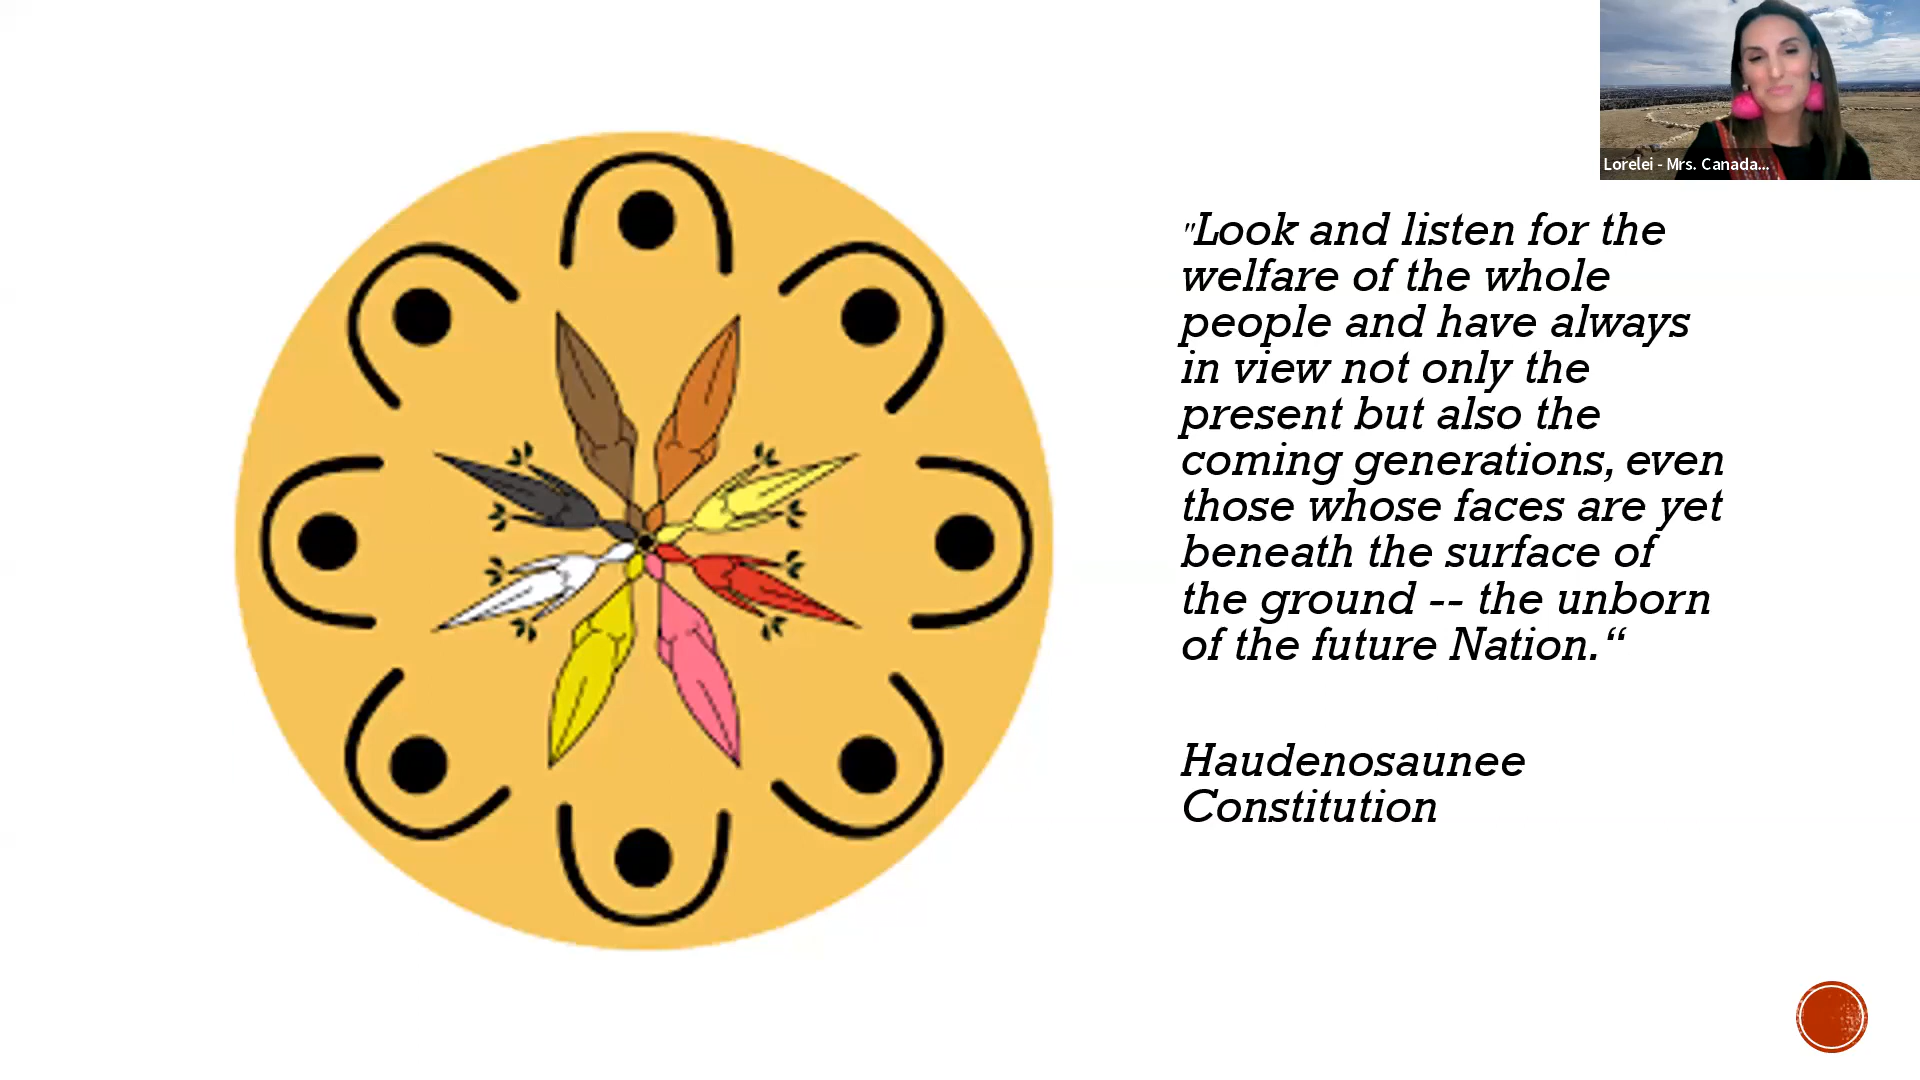 Lorelei - Mrs. Canada...
"Look and listen for the
welfare of the whole
people and have always
in view not only the
present but also the
coming generations, even
those whose faces are yet
beneath the surface of
the ground -- the unborn
of the future Nation.“
Haudenosaunee
Constitution